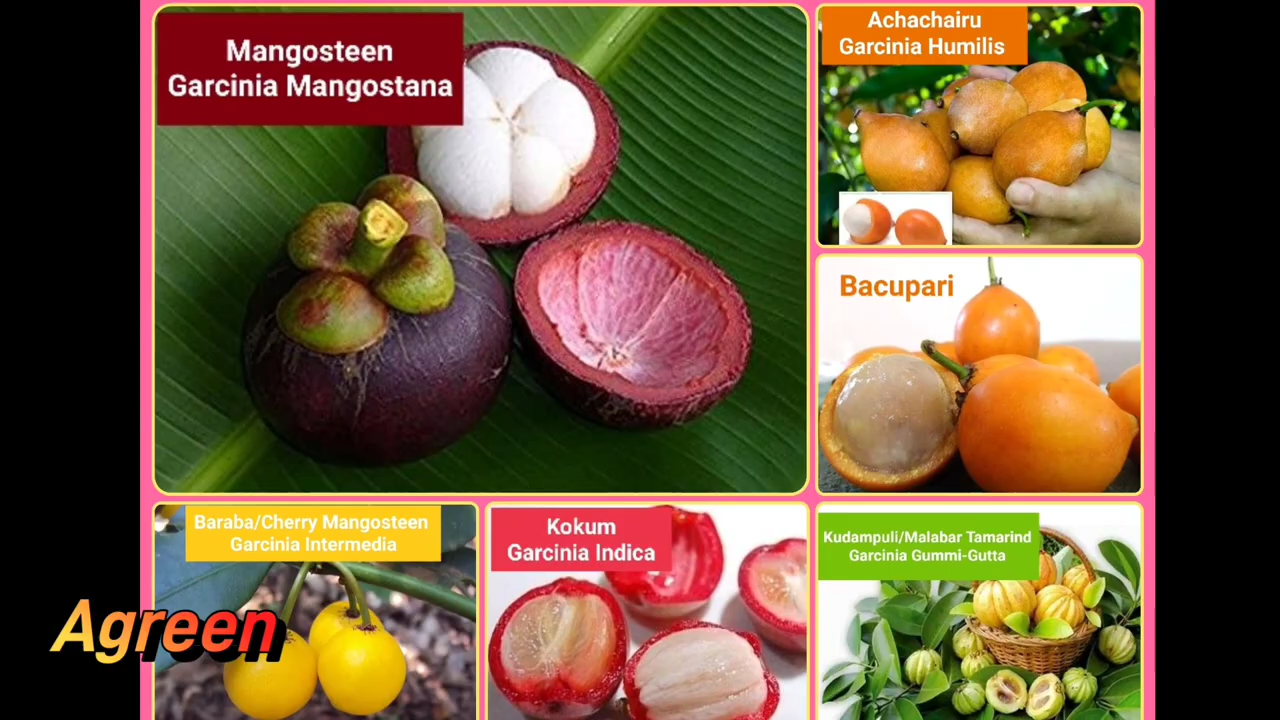 Mangosteen
Garcinia Mangostana
Achachairu
Garcinia Humilis
Bacupari
Baraba/Cherry Mangosteen
Garcinia Intermedia
Kokum
Garcinia Indica
Kudampuli/Malabar Tamarind
Garcinia Gummi-Gutta
Agreen